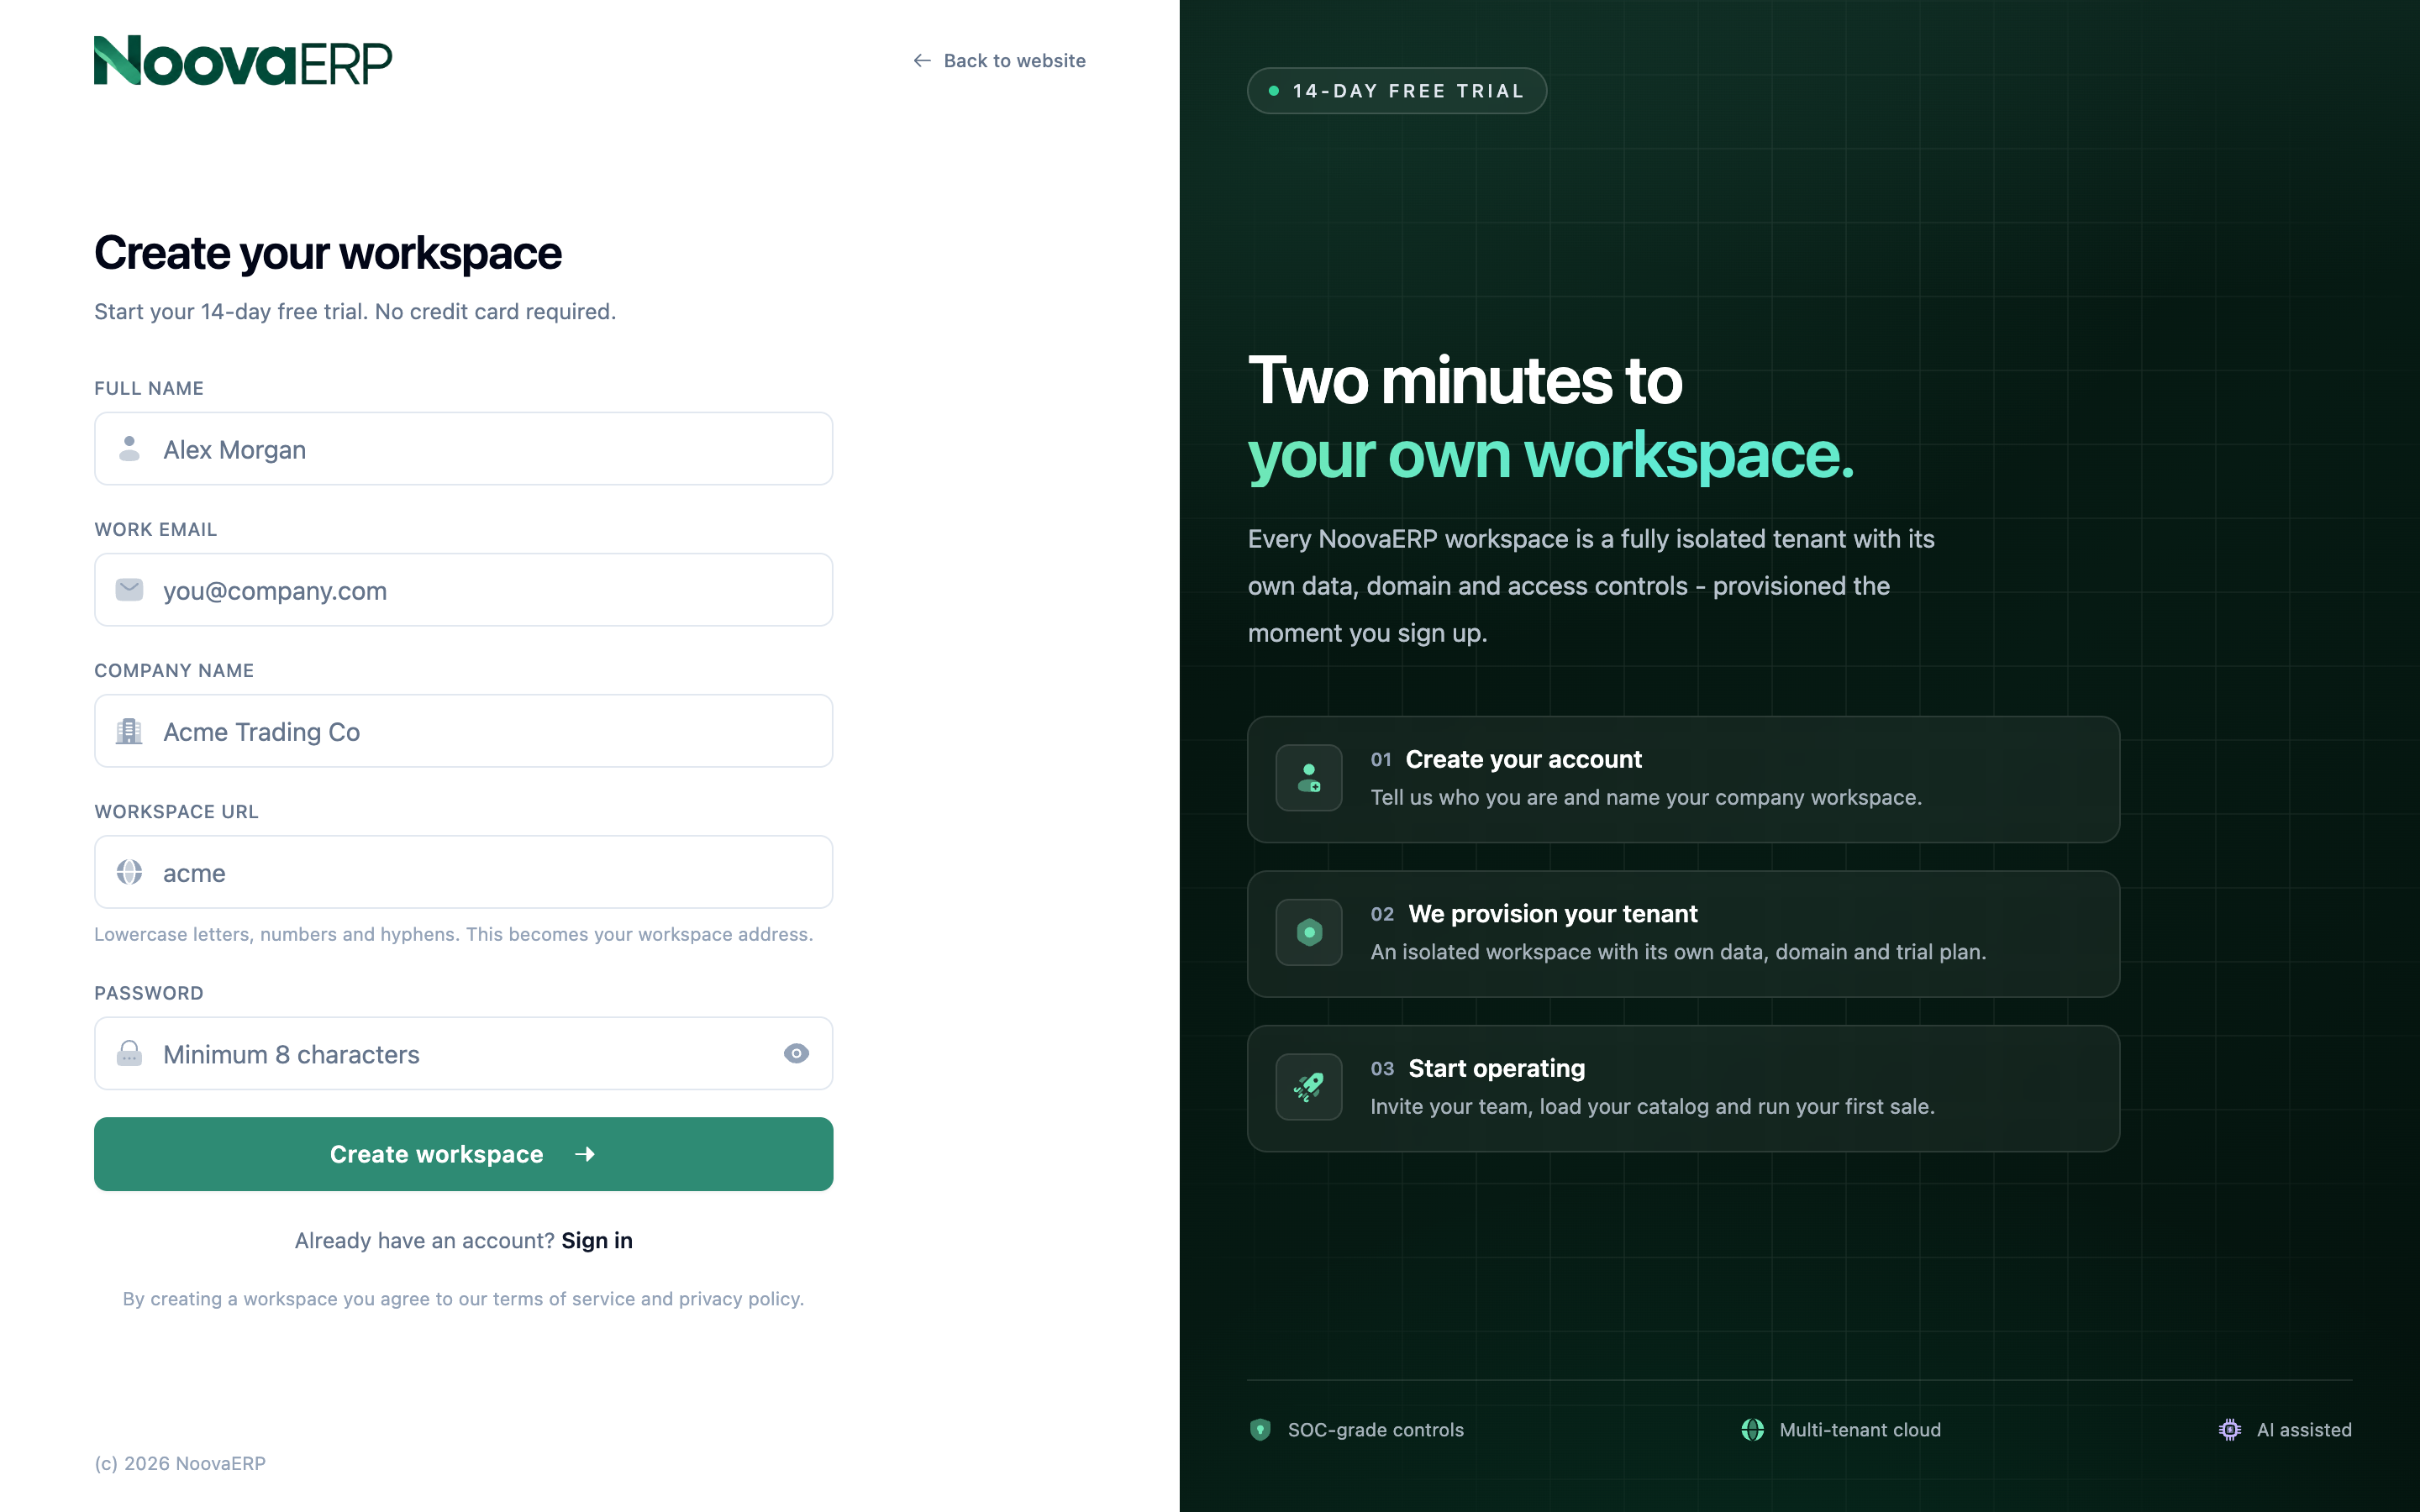 NoovaERP
Back to website
Create your workspace
Start your 14-day free trial. No credit card required.
FULL NAME
Alex Morgan
WORK EMAIL
you@company.com
COMPANY NAME
Acme Trading Co
WORKSPACE URL
acme
Lowercase letters, numbers and hyphens. This becomes your workspace address.
PASSWORD
Minimum 8 characters
Create workspace
Already have an account? Sign in
By creating a workspace you agree to our terms of service and privacy policy.
(c) 2026 NoovaERP
14-DAY FREE TRIAL
Two minutes to
your own workspace.
Every NoovaERP workspace is a fully isolated tenant with its
own data, domain and access controls - provisioned the
moment you sign up.
01 Create your account
Tell us who you are and name your company workspace.
02 We provision your tenant
An isolated workspace with its own data, domain and trial plan.
03 Start operating
Invite your team, load your catalog and run your first sale.
SOC-grade controls
Multi-tenant cloud
AI assisted